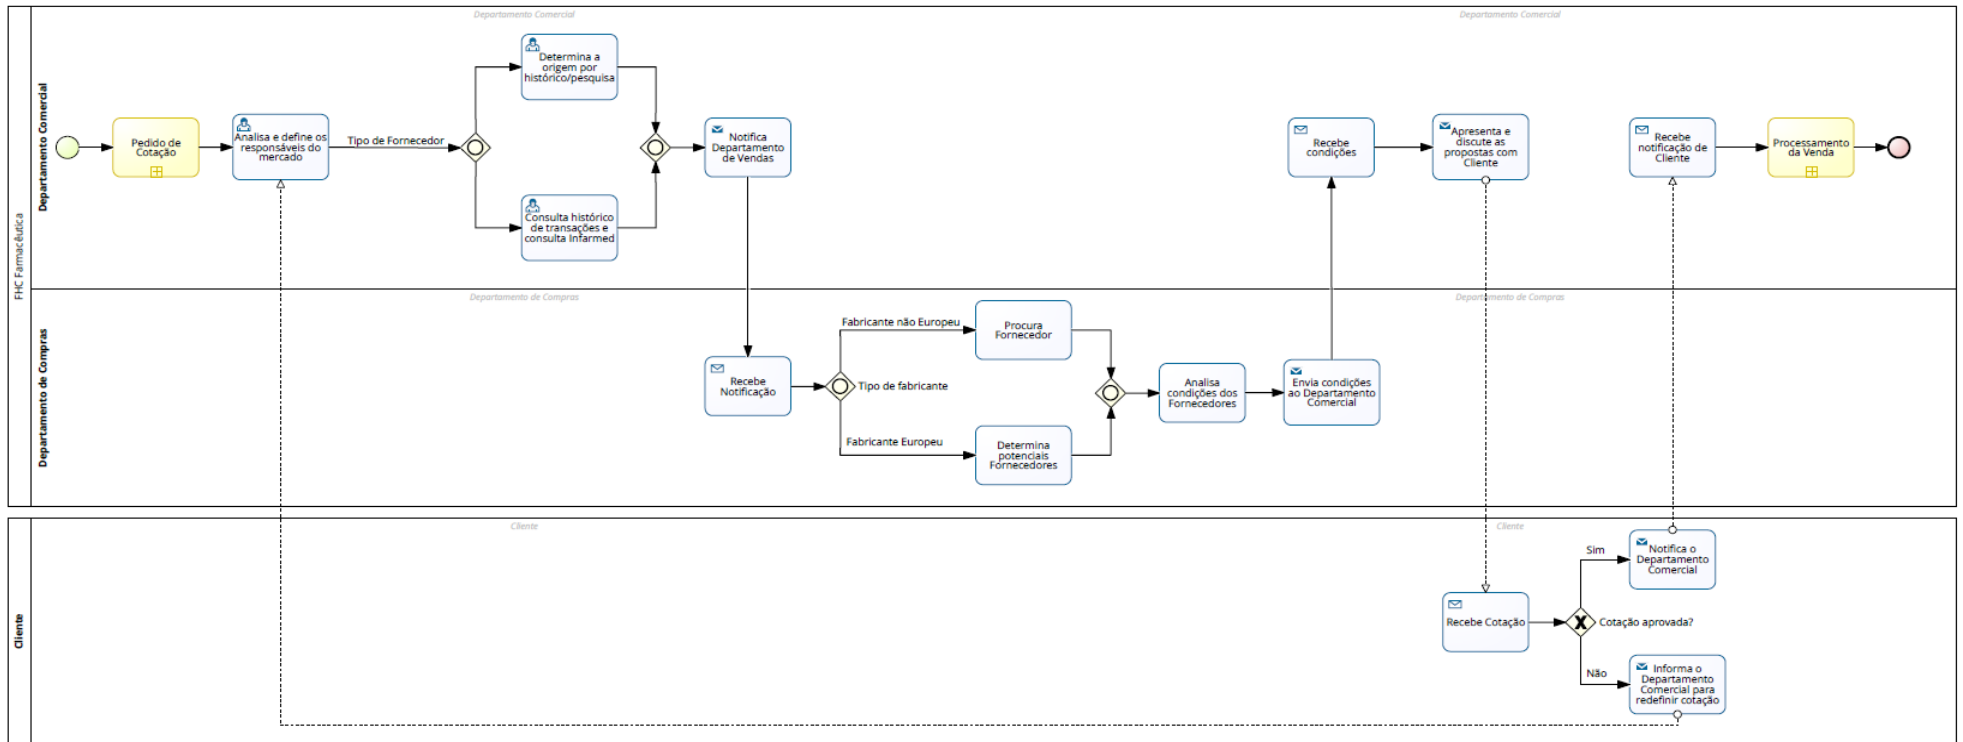 Departamento Comercial
Departamento Comercial
FHC Farmacêutica
Departamento Comercial
Pedido de
Cotação
Analisa e define os
responsáveis do
mercado
Tipo de Fornecedor
Determina a
origem por
histórico/pesquisa
Consulta histórico
de transações e
consulta Infarmed
Notifica
Departamento
de Vendas
Recebe
condições
Apresenta e
discute as
propostas com
Cliente
Recebe
notificação de
Cliente
Processamento
da Venda
Departamento de Compras
Departamento de Compras
Departamento de Compras
Recebe
Notificação
Tipo de fabricante
Fabricante não Europeu
Procura
Fornecedor
Fabricante Europeu
Determina
potenciais
Fornecedores
Analisa
condições dos
Fornecedores
Envia condições
ao Departamento
Comercial
Cliente
Cliente
Cliente
Recebe Cotação
Cotação aprovada?
Sim
Notifica o
Departamento
Comercial
Não
Informa o
Departamento
Comercial para
redefinir cotação